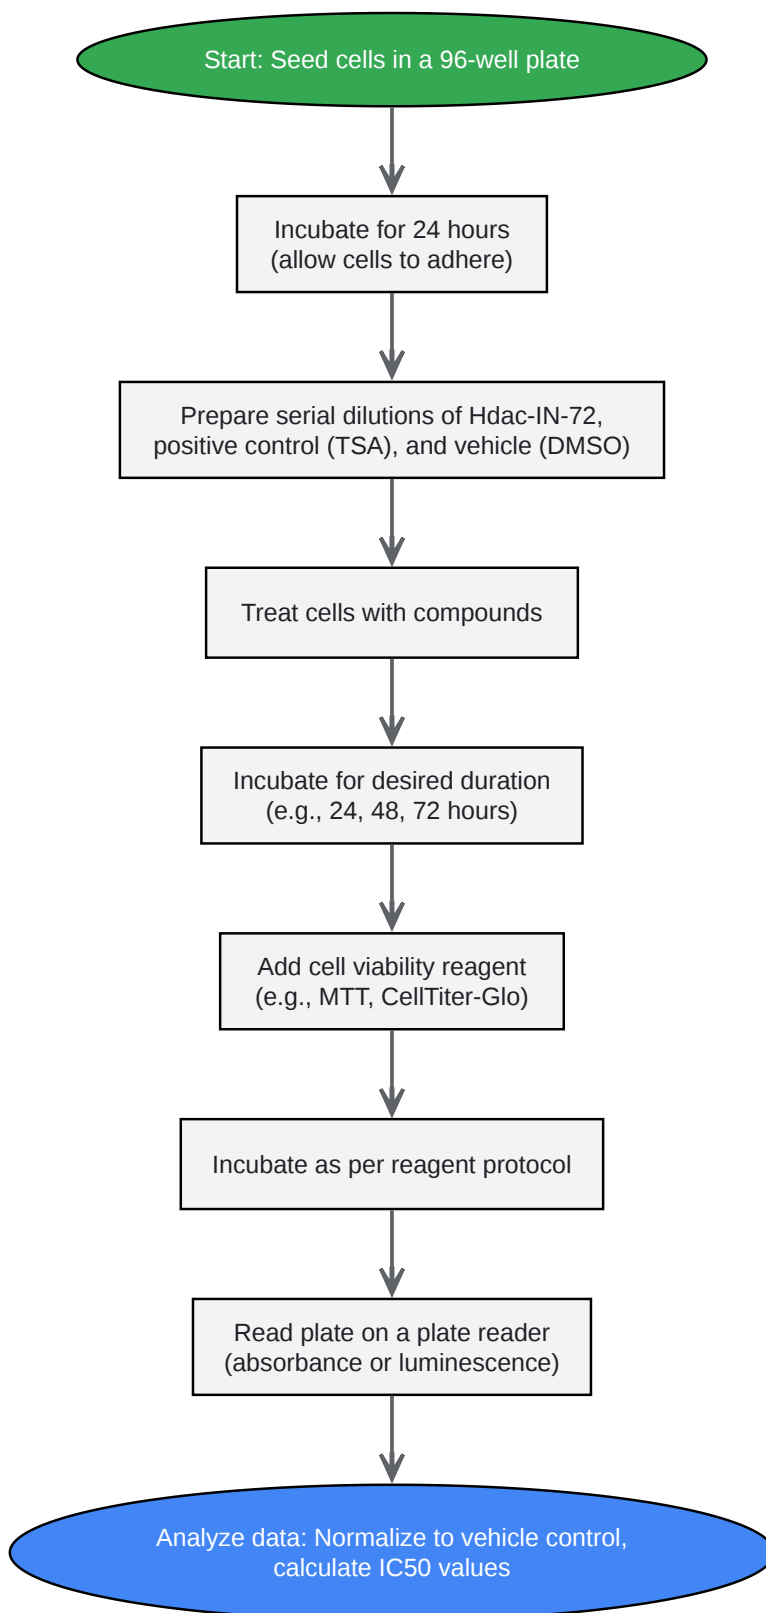 Start: Seed cells in a 96-well plate
Incubate for 24 hours
(allow cells to adhere)
Prepare serial dilutions of Hdac-IN-72,
positive control (TSA), and vehicle (DMSO)
Treat cells with compounds
Incubate for desired duration
(e.g., 24, 48, 72 hours)
Add cell viability reagent
(e.g., MTT, CellTiter-Glo)
Incubate as per reagent protocol
Read plate on a plate reader
(absorbance or luminescence)
Analyze data: Normalize to vehicle control,
calculate IC50 values